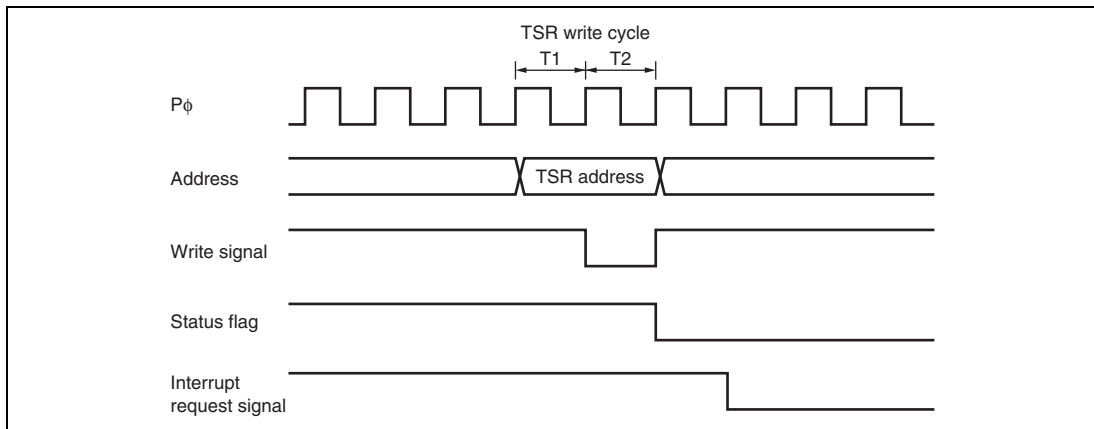 TSR write cycle
T1 T2
Pϕ
Address
TSR address
Write signal
Status flag
Interrupt
request signal